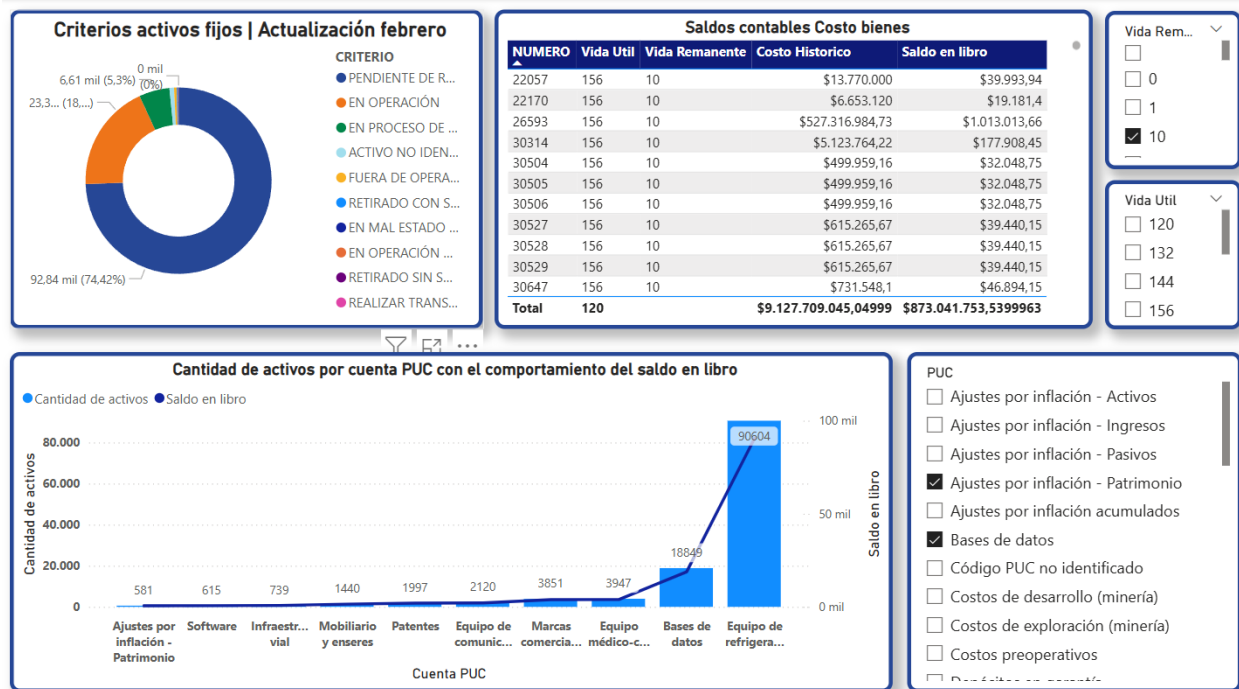 Criterios activos fijos | Actualización febrero
0 mil
6,61 mil (5,3%)
(0%)
23,3... (18,...)
92,84 mil (74,42%)
CRITERIO
PENDIENTE DE R...
EN OPERACIÓN
EN PROCESO DE ...
ACTIVO NO IDEN...
FUERA DE OPERA...
RETIRADO CON S...
EN MAL ESTADO ...
EN OPERACIÓN ...
RETIRADO SIN S...
REALIZAR TRANS...
Saldos contables Costo bienes
NUMERO Vida Util Vida Remanente Costo Historico Saldo en libro
22057 156 10 $13.770.000 $39.993,94
22170 156 10 $6.653.120 $19.181,4
26593 156 10 $527.316.984,73 $1.013.013,66
30314 156 10 $5.123.764,22 $177.908,45
30504 156 10 $499.959,16 $32.048,75
30505 156 10 $499.959,16 $32.048,75
30506 156 10 $499.959,16 $32.048,75
30527 156 10 $615.265,67 $39.440,15
30528 156 10 $615.265,67 $39.440,15
30529 156 10 $615.265,67 $39.440,15
30647 156 10 $731.548,1 $46.894,15
Total 120 $9.127.709.045,04999 $873.041.753,5399963
Vida Rem...
0
1
10
Vida Util
120
132
144
156
Cantidad de activos por cuenta PUC con el comportamiento del saldo en libro
Cantidad de activos Saldo en libro
Cantidad de activos
80.000
60.000
40.000
20.000
0
581 615 739 1440 1997 2120 3851 3947 18849 90604
100 mil
50 mil
0 mil
Saldo en libro
Ajustes por inflación - Patrimonio
Software
Infraestr... vial
Mobiliario y enseres
Patentes
Equipo de comunic...
Marcas comercia...
Equipo médico-c...
Bases de datos
Equipo de refrigera...
Cuenta PUC
PUC
Ajustes por inflación - Activos
Ajustes por inflación - Ingresos
Ajustes por inflación - Pasivos
Ajustes por inflación - Patrimonio
Ajustes por inflación acumulados
Bases de datos
Código PUC no identificado
Costos de desarrollo (minería)
Costos de exploración (minería)
Costos preoperativos